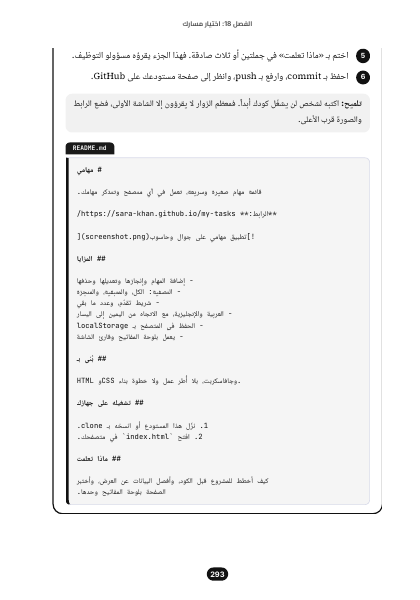 الفصل 18: اختيار مسارك
5 اختم بـ «ماذا تعلمت» في جملتين أو ثلاث صادقة. فهذا الجزء يقرؤه مسؤولو التوظيف.
6 احفظ بـ commit، وارفع بـ push، وانظر إلى صفحة مستودعك على GitHub.
تلميح: اكتبه لشخص لن يشغّل كودك أبداً. فمعظم الزوار لا يقرؤون إلا الشاشة الأولى، فضع الرابط
والصورة قرب الأعلى.
README.md
# مهامي
قائمة مهام صغيرة وسريعة، تعمل في أي متصفح وتتذكر مهامك.
**الرابط:** https://sara-khan.github.io/my-tasks/
![تطبيق مهامي على جوال وحاسوب](screenshot.png)
## المزايا
- إضافة المهام وإنجازها وتعديلها وحذفها
- التصفية: الكل، والمتبقية، والمنجزة
- شريط تقدّم، وعدد ما بقي
- العربية والإنجليزية، مع الاتجاه من اليمين إلى اليسار
- الحفظ في المتصفح بـ localStorage
- يعمل بلوحة المفاتيح وقارئ الشاشة
## بُني بـ
HTML وCSS وجافاسكربت، بلا أُطر عمل ولا خطوة بناء.
## تشغيله على جهازك
1. نزّل هذا المستودع أو انسخه بـ clone.
2. افتح `index.html` في متصفحك.
## ماذا تعلمت
كيف أخطط للمشروع قبل الكود، وأفصل البيانات عن العرض، وأختبر
الصفحة بلوحة المفاتيح وحدها.
293